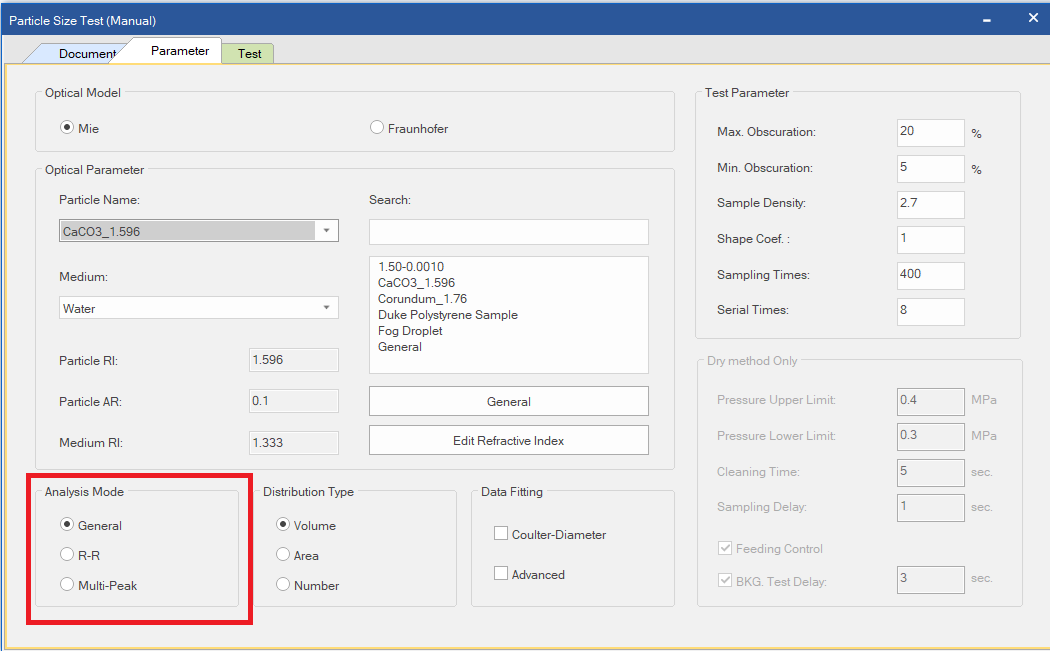 Particle Size Test (Manual)
Document
Parameter
Test
Optical Model
Mie
Fraunhofer
Optical Parameter
Particle Name:
Search:
CaCO3_1.596
Medium:
Water
1.50-0.0010
CaCO3_1.596
Corundum_1.76
Duke Polystyrene Sample
Fog Droplet
General
Particle RI:
1.596
Particle AR:
0.1
Medium RI:
1.333
General
Edit Refractive Index
Analysis Mode
General
R-R
Multi-Peak
Distribution Type
Volume
Area
Number
Data Fitting
Coulter-Diameter
Advanced
Test Parameter
Max. Obscuration:
20
%
Min. Obscuration:
5
%
Sample Density:
2.7
Shape Coef. :
1
Sampling Times:
400
Serial Times:
8
Dry method Only
Pressure Upper Limit:
0.4
MPa
Pressure Lower Limit:
0.3
MPa
Cleaning Time:
5
sec.
Sampling Delay:
1
sec.
Feeding Control
BKG. Test Delay:
3
sec.